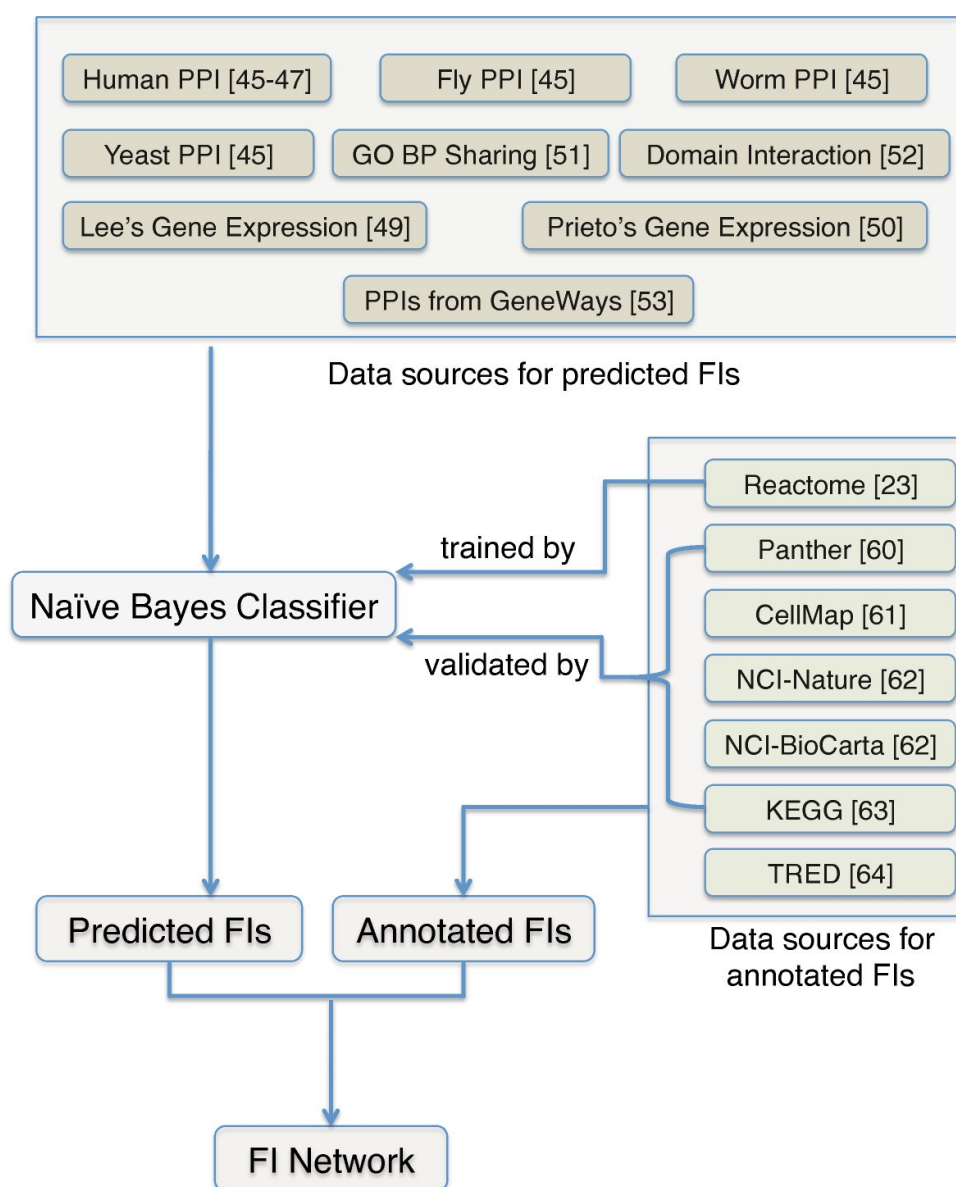 Human PPI [45-47]
Fly PPI [45]
Worm PPI [45]
Yeast PPI [45]
GO BP Sharing [51]
Domain Interaction [52]
Lee's Gene Expression [49]
Prieto's Gene Expression [50]
PPIs from GeneWays [53]
Data sources for predicted FIs
Reactome [23]
trained by
Panther [60]
Naïve Bayes Classifier
CellMap [61]
validated by
NCI-Nature [62]
NCI-BioCarta [62]
KEGG [63]
TRED [64]
Predicted FIs
Annotated FIs
Data sources for
annotated FIs
FI Network